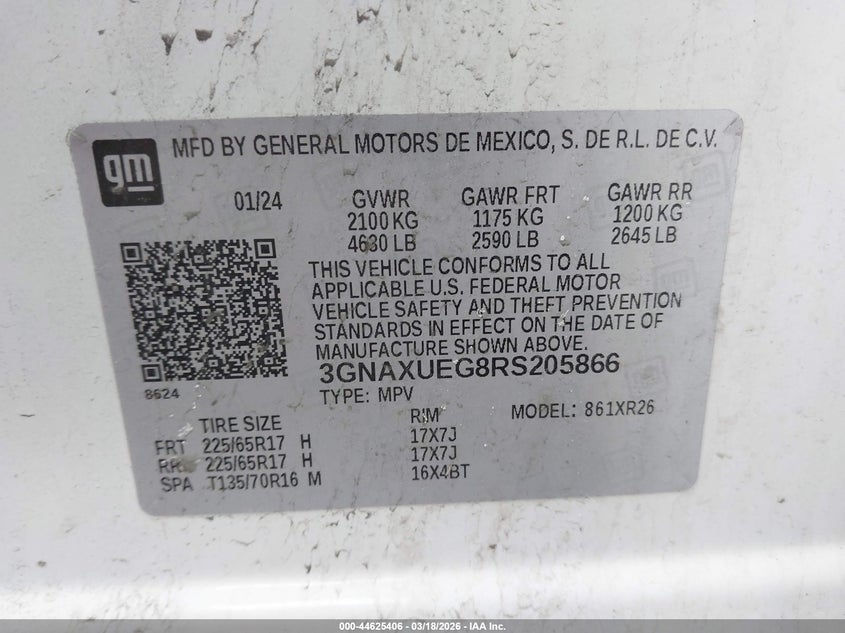 gm
MFD BY GENERAL MOTORS DE MEXICO, S. DE R.L. DE C.V.
01/24 GVWR GAWR FRT GAWR RR
2100 KG 1175 KG 1200 KG
4630 LB 2590 LB 2645 LB
THIS VEHICLE CONFORMS TO ALL
APPLICABLE U.S. FEDERAL MOTOR
VEHICLE SAFETY AND THEFT PREVENTION
STANDARDS IN EFFECT ON THE DATE OF
MANUFACTURE SHOWN ABOVE.
3GNAXUEG8RS205866
8624
TYPE: MPV MODEL: 861XR26
TIRE SIZE RIM
FRT 225/65R17 H 17X7J
RR 225/65R17 H 17X7J
SPA T135/70R16 M 16X4BT
000-44625406 - 03/18/2026 - IAA Inc.